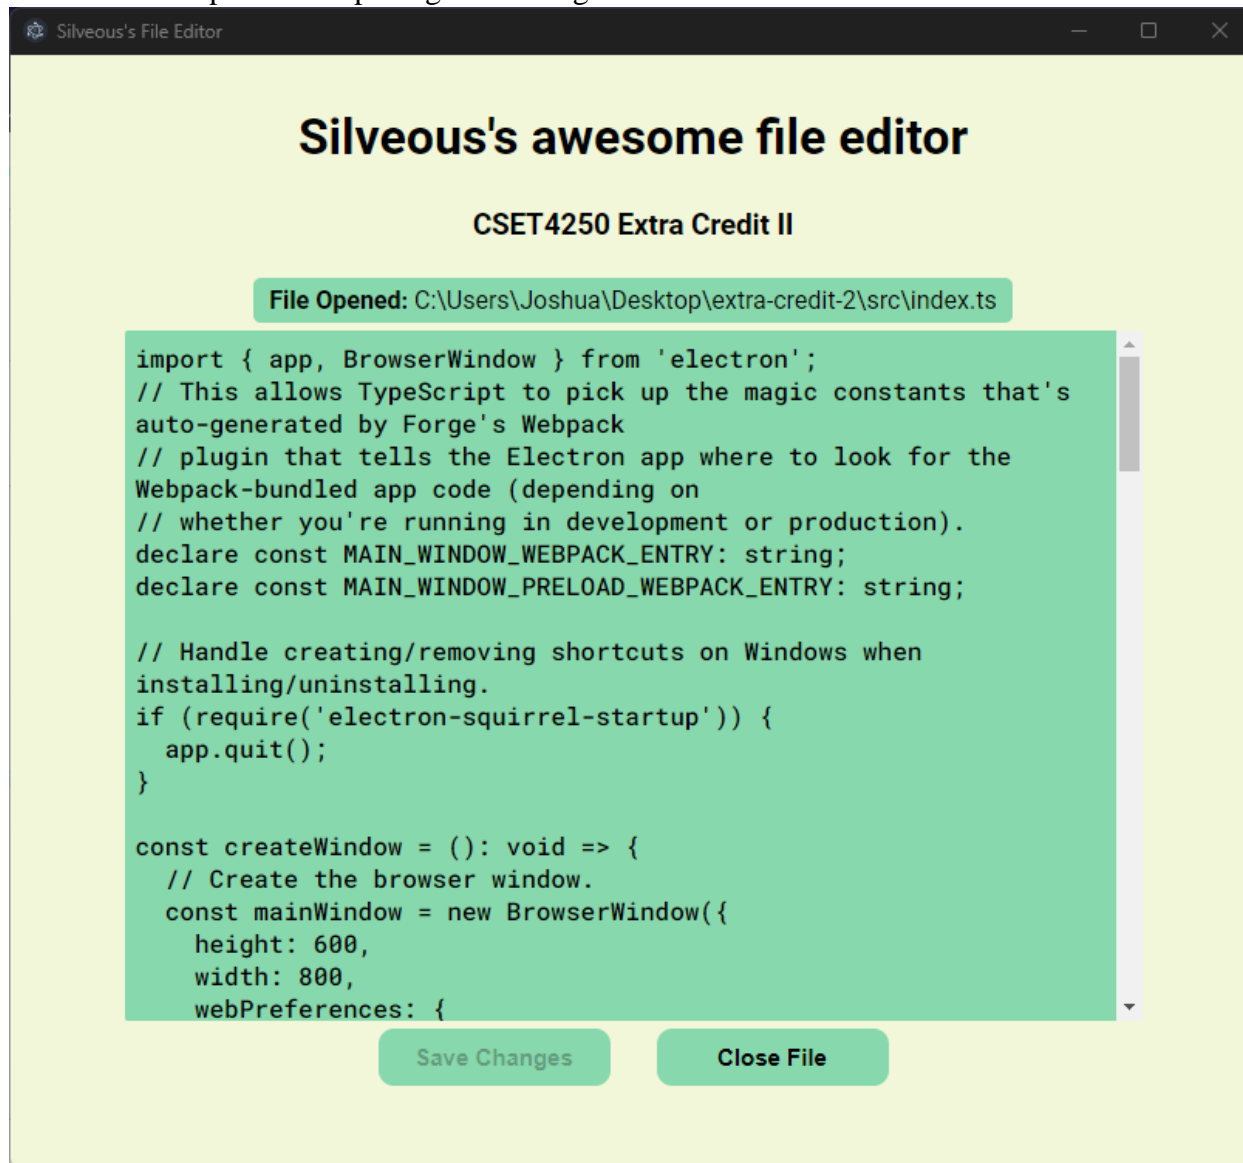 Silveous's File Editor
Silveous's awesome file editor
CSET4250 Extra Credit II
File Opened: C:\Users\Joshua\Desktop\extra-credit-2\src\index.ts
import { app, BrowserWindow } from 'electron';
// This allows TypeScript to pick up the magic constants that's
auto-generated by Forge's Webpack
// plugin that tells the Electron app where to look for the
Webpack-bundled app code (depending on
// whether you're running in development or production).
declare const MAIN_WINDOW_WEBPACK_ENTRY: string;
declare const MAIN_WINDOW_PRELOAD_WEBPACK_ENTRY: string;

// Handle creating/removing shortcuts on Windows when
installing/uninstalling.
if (require('electron-squirrel-startup')) {
  app.quit();
}

const createWindow = (): void => {
  // Create the browser window.
  const mainWindow = new BrowserWindow({
    height: 600,
    width: 800,
    webPreferences: {
Save Changes
Close File